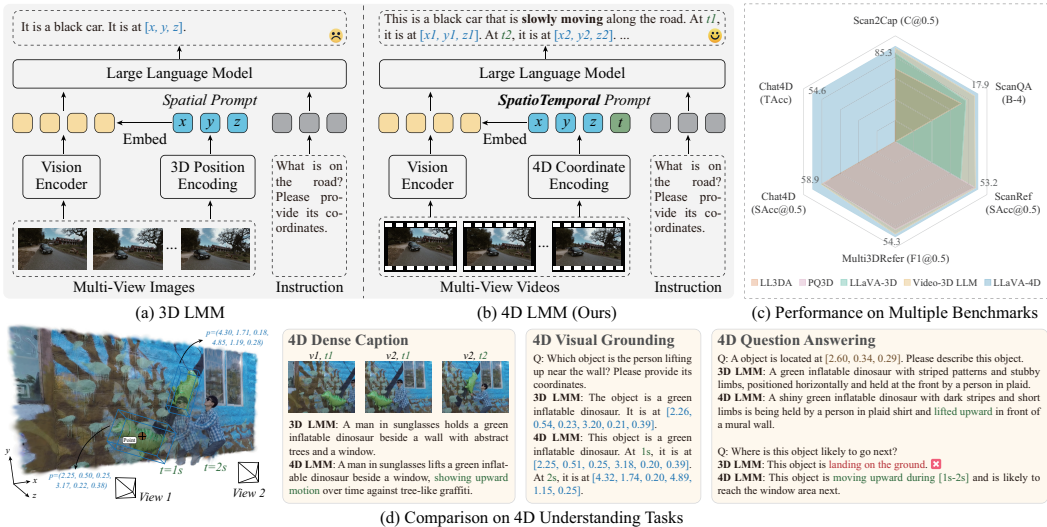 It is a black car. It is at [x, y, z].
Large Language Model
Spatial Prompt
x y z
Embed
Vision
Encoder
3D Position
Encoding
What is on
the road?
Please pro-
vide its co-
ordinates.
...
Multi-View Images
Instruction
(a) 3D LMM
This is a black car that is slowly moving along the road. At t1,
it is at [x1, y1, z1]. At t2, it is at [x2, y2, z2]. ...
Large Language Model
SpatioTemporal Prompt
x y z t
Embed
Vision
Encoder
4D Coordinate
Encoding
What is on
the road?
Please pro-
vide its co-
ordinates.
...
Multi-View Videos
Instruction
(b) 4D LMM (Ours)
Scan2Cap (C@0.5)
85.3
Chat4D
(TAcc)
54.6
17.9
ScanQA
(B-4)
58.9
Chat4D
(SAcc@0.5)
53.2
ScanRef
(SAcc@0.5)
54.3
Multi3DRefer (F1@0.5)
LL3DA PQ3D LLaVA-3D Video-3D LLM LLaVA-4D
(c) Performance on Multiple Benchmarks
p=(4.30, 1.71, 0.18,
4.85, 1.19, 0.28)
Point
p=(2.25, 0.50, 0.25,
3.17, 0.22, 0.38)
t=1s
t=2s
y
x
z
View 1
View 2
4D Dense Caption
v1, t1 v2, t1 v2, t2
3D LMM: A man in sunglasses holds a
green inflatable dinosaur beside a wall with abstract
trees and a window.
4D LMM: A man in sunglasses lifts a green inflat-
able dinosaur beside a window, showing upward
motion over time against tree-like graffiti.
4D Visual Grounding
Q: Which object is the person lifting
up near the wall? Please provide its
coordinates.
3D LMM: The object is a green
inflatable dinosaur. It is at [2.26,
0.54, 0.23, 3.20, 0.21, 0.39].
4D LMM: This object is a green
inflatable dinosaur. At 1s, it is at
[2.25, 0.51, 0.25, 3.18, 0.20, 0.39].
At 2s, it is at [4.32, 1.74, 0.20, 4.89,
1.15, 0.25].
4D Question Answering
Q: A object is located at [2.60, 0.34, 0.29]. Please describe this object.
3D LMM: A green inflatable dinosaur with striped patterns and stubby
limbs, positioned horizontally and held at the front by a person in plaid.
4D LMM: A shiny green inflatable dinosaur with dark stripes and short
limbs is being held by a person in plaid shirt and lifted upward in front of
a mural wall.
Q: Where is this object likely to go next?
3D LMM: This object is landing on the ground.
4D LMM: This object is moving upward during [1s-2s] and is likely to
reach the window area next.
(d) Comparison on 4D Understanding Tasks